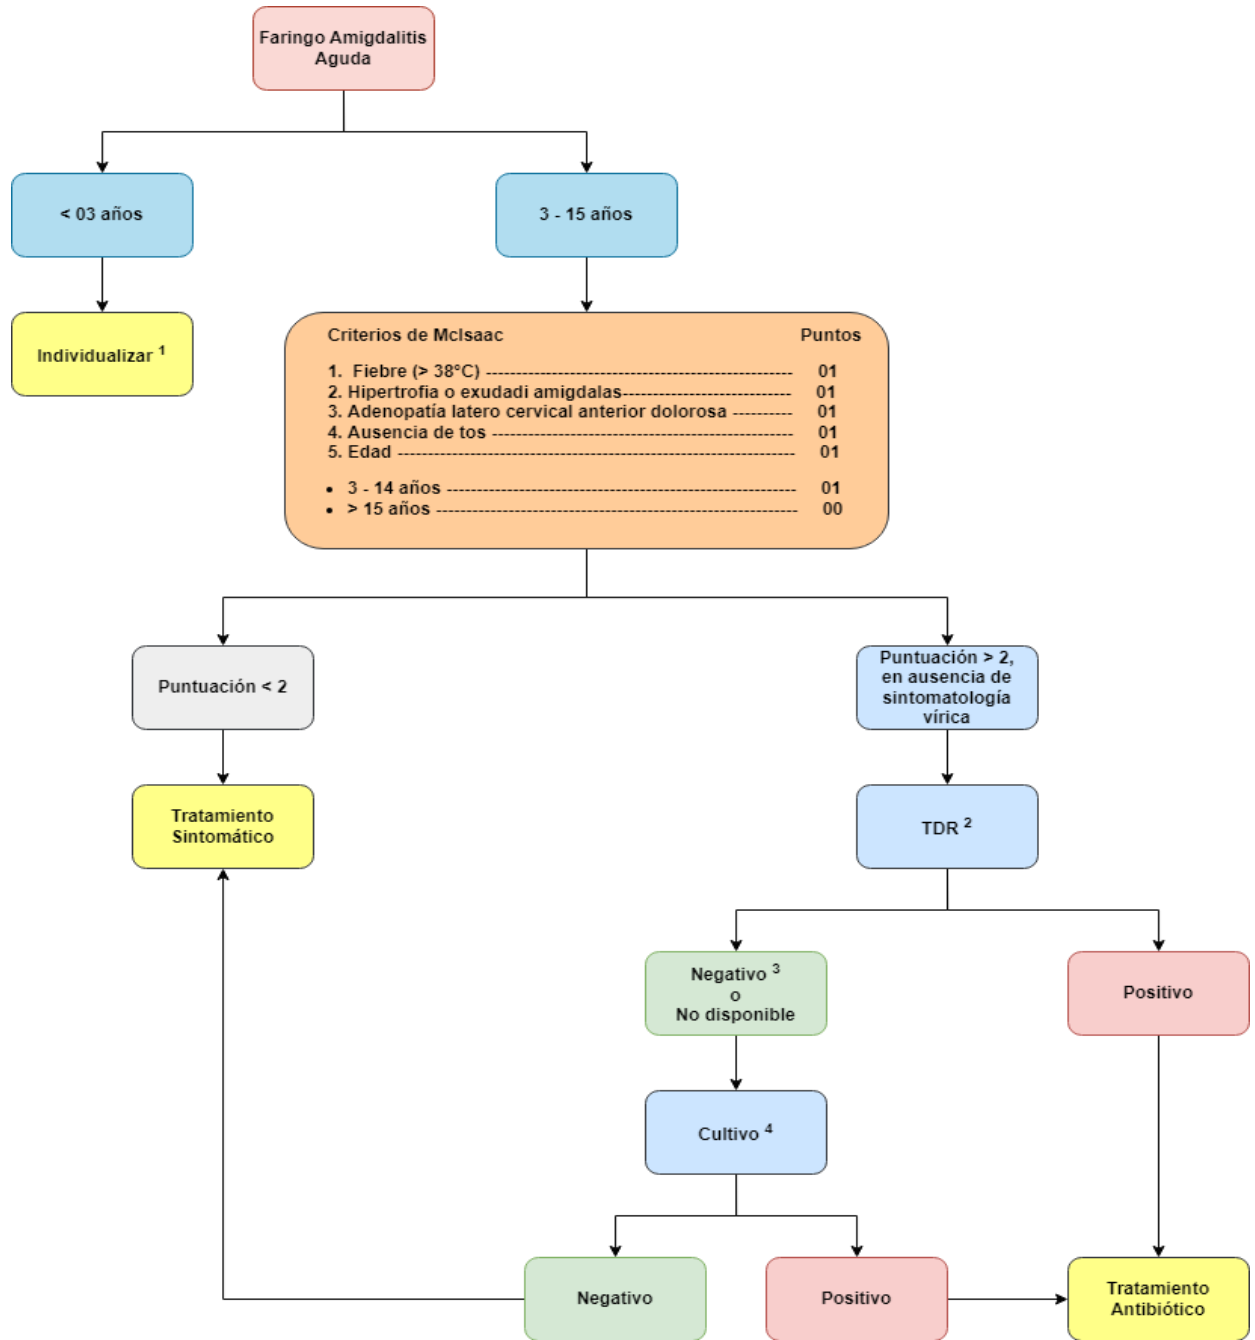 Faringo Amigdalitis
Aguda
< 03 años
3 - 15 años
Individualizar 1
Criterios de McIsaac Puntos
1. Fiebre (> 38°C) ---------------------------------------------------- 01
2. Hipertrofia o exudadi amigdalas---------------------------- 01
3. Adenopatía latero cervical anterior dolorosa ---------- 01
4. Ausencia de tos --------------------------------------------------- 01
5. Edad ------------------------------------------------------------------- 01
• 3 - 14 años ----------------------------------------------------------- 01
• > 15 años ------------------------------------------------------------- 00
Puntuación < 2
Puntuación > 2,
en ausencia de
sintomatología
vírica
Tratamiento
Sintomático
TDR 2
Negativo 3
o
No disponible
Positivo
Cultivo 4
Negativo
Positivo
Tratamiento
Antibiótico